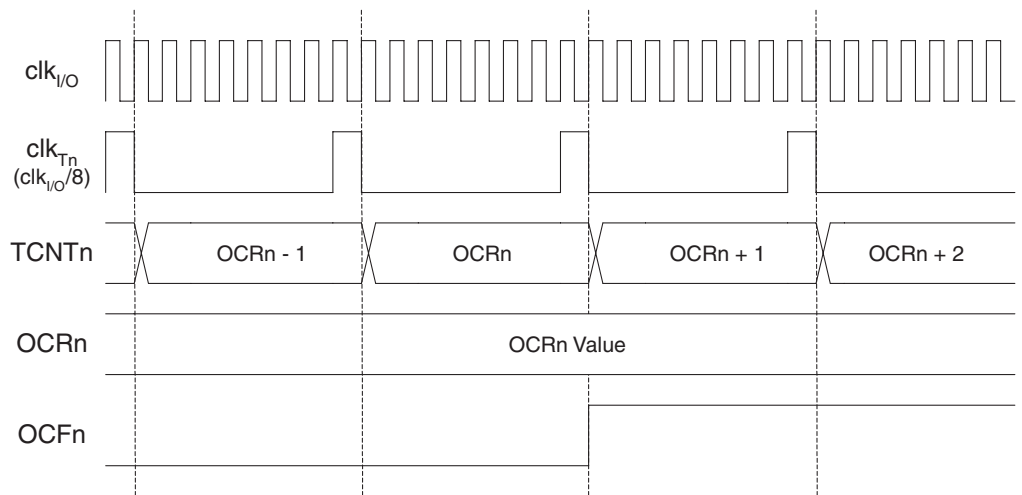 clkI/O
clkTn
(clkI/O/8)
TCNTn
OCRn - 1
OCRn
OCRn + 1
OCRn + 2
OCRn
OCRn Value
OCFn